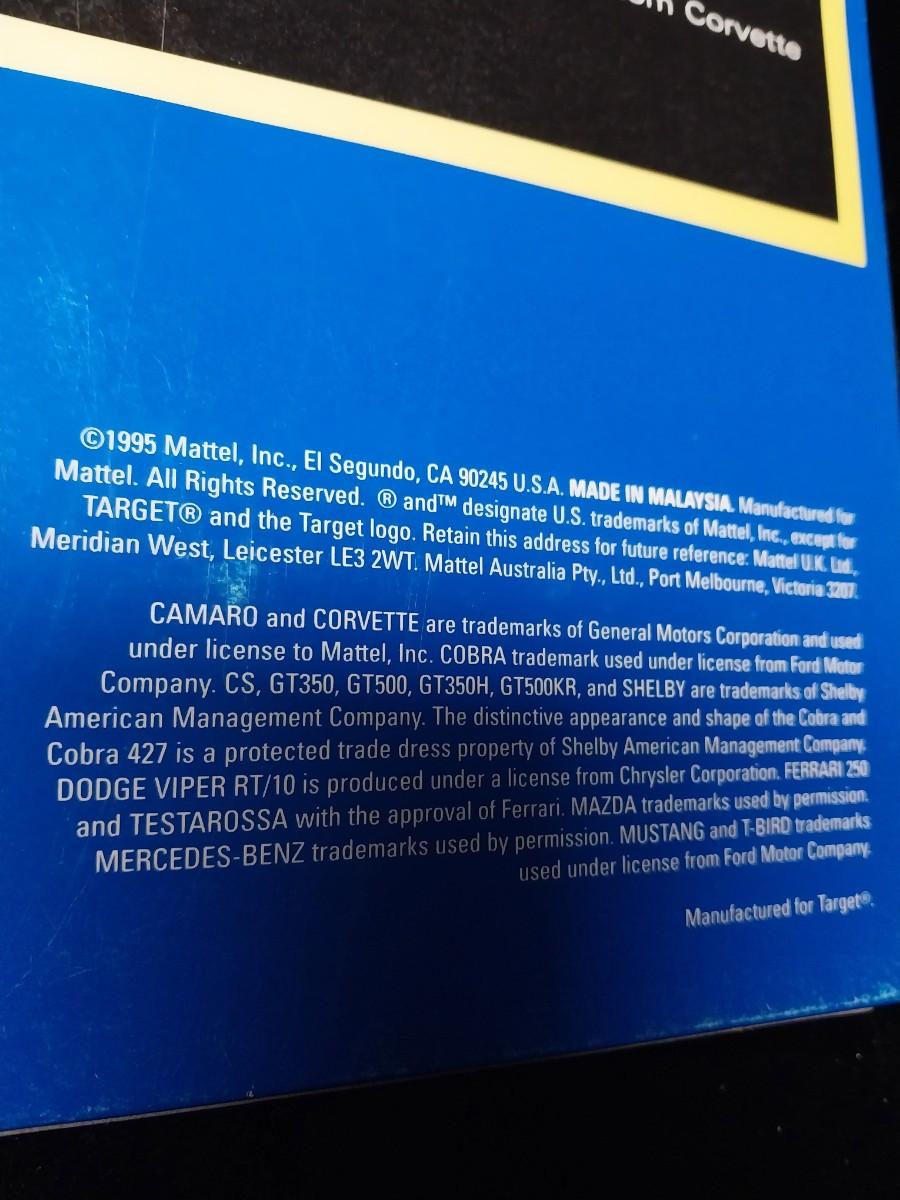 Corvette
©1995 Mattel, Inc., El Segundo, CA 90245 U.S.A. MADE IN MALAYSIA. Manufactured for
Mattel. All Rights Reserved. ® and™ designate U.S. trademarks of Mattel, Inc., except for
TARGET® and the Target logo. Retain this address for future reference: Mattel U.K. Ltd.,
Meridian West, Leicester LE3 2WT. Mattel Australia Pty., Ltd., Port Melbourne, Victoria 3207.
CAMARO and CORVETTE are trademarks of General Motors Corporation and used
under license to Mattel, Inc. COBRA trademark used under license from Ford Motor
Company. CS, GT350, GT500, GT350H, GT500KR, and SHELBY are trademarks of Shelby
American Management Company. The distinctive appearance and shape of the Cobra and
Cobra 427 is a protected trade dress property of Shelby American Management Company.
DODGE VIPER RT/10 is produced under a license from Chrysler Corporation. FERRARI 250
and TESTAROSSA with the approval of Ferrari. MAZDA trademarks used by permission.
MERCEDES-BENZ trademarks used by permission. MUSTANG and T-BIRD trademarks
used under license from Ford Motor Company.
Manufactured for Target®.